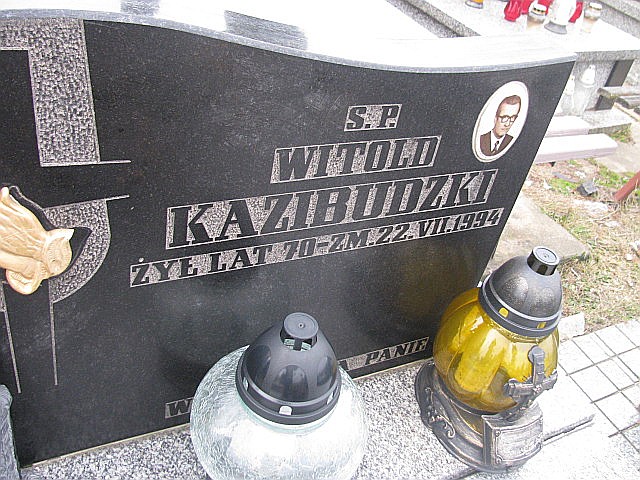 Ś. P.
WITOLD
KAZIBUDZKI
ŻYŁ LAT 70-ZM. 22. VII. 1994
PANIE